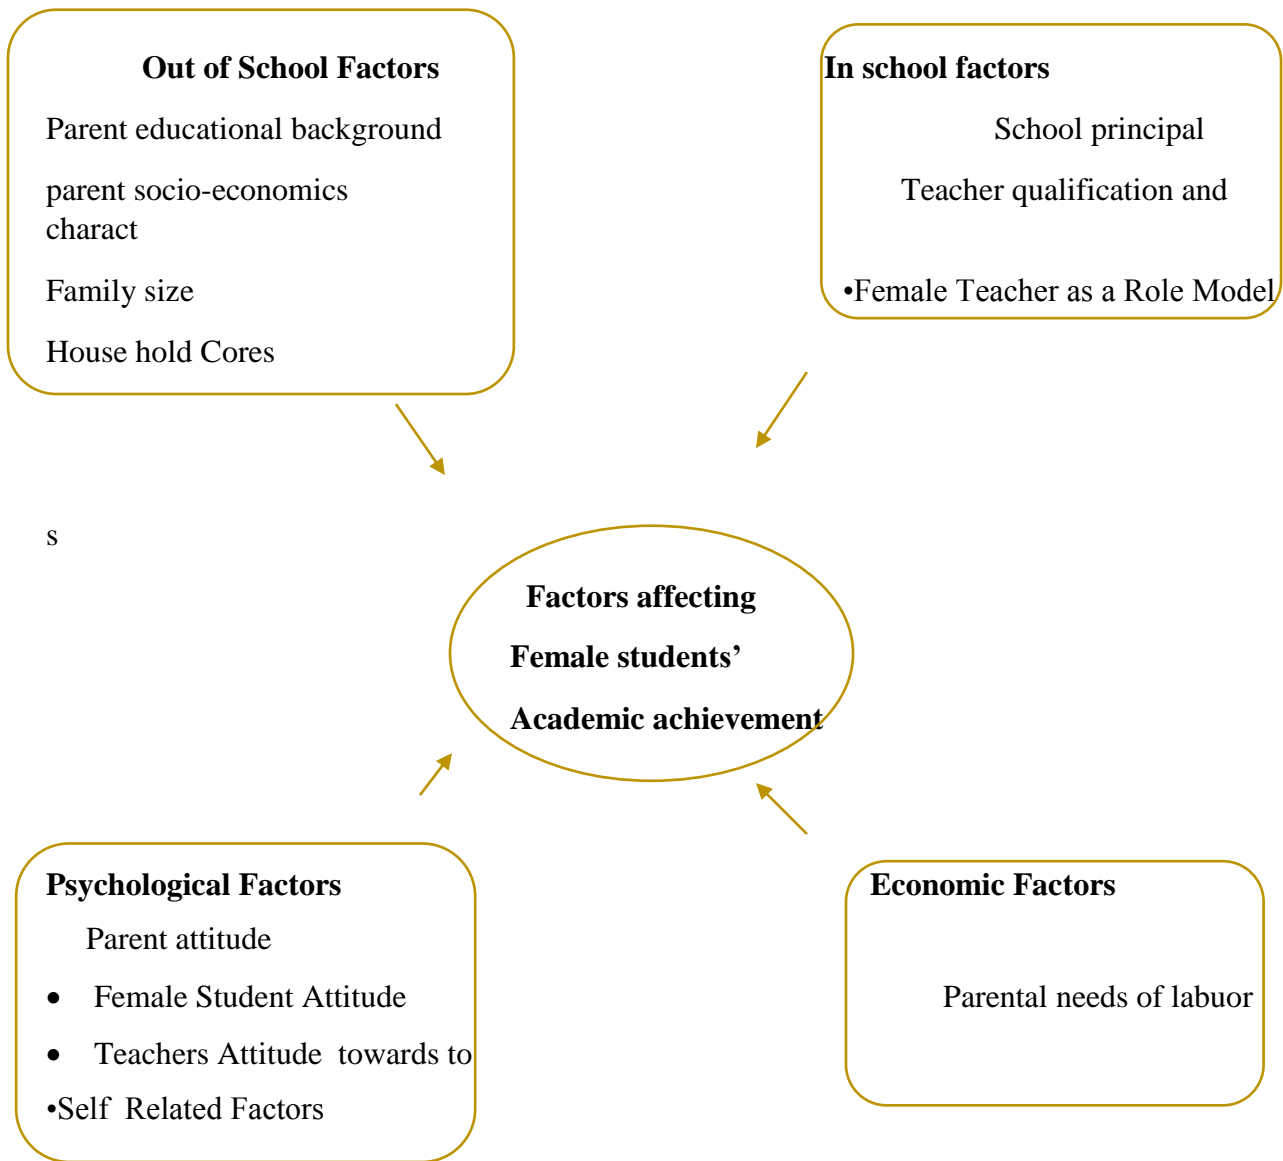 Out of School Factors
Parent educational background
parent socio-economics
charact
Family size
House hold Cores
In school factors
School principal
Teacher qualification and
•Female Teacher as a Role Model
s
Factors affecting
Female students’
Academic achievement
Psychological Factors
Parent attitude
• Female Student Attitude
• Teachers Attitude towards to
•Self Related Factors
Economic Factors
Parental needs of labuor